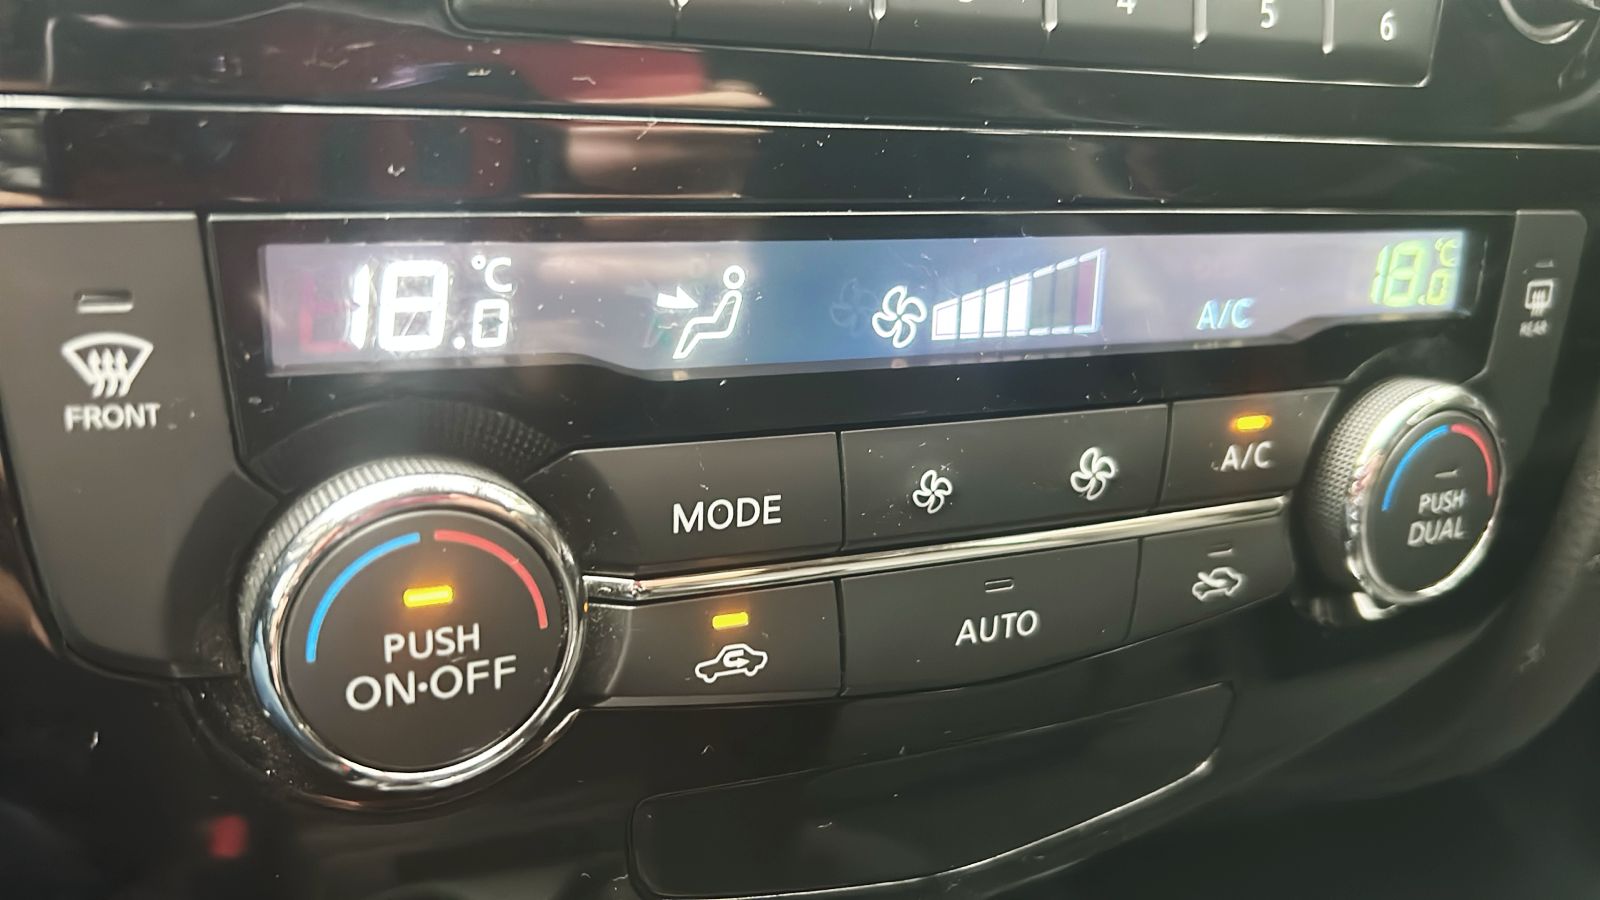 4 5 6
18.0 °C A/C 18.0 °C
FRONT
REAR
MODE
A/C
PUSH
DUAL
PUSH
ON·OFF
AUTO